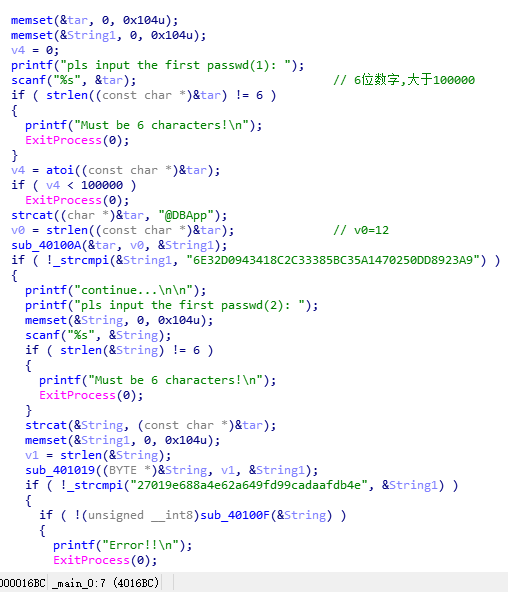 memset(&tar, 0, 0x104u);
memset(&String1, 0, 0x104u);
v4 = 0;
printf("pls input the first passwd(1): ");
scanf("%s", &tar); // 6位数字,大于100000
if ( strlen((const char *)&tar) != 6 )
{
printf("Must be 6 characters!\n");
ExitProcess(0);
}
v4 = atoi((const char *)&tar);
if ( v4 < 100000 )
ExitProcess(0);
strcat((char *)&tar, "@DBApp");
v0 = strlen((const char *)&tar); // v0=12
sub_40100A(&tar, v0, &String1);
if ( !_strcmpi(&String1, "6E32D0943418C2C33385BC35A1470250DD8923A9") )
{
printf("continue...\n\n");
printf("pls input the first passwd(2): ");
memset(&String, 0, 0x104u);
scanf("%s", &String);
if ( strlen(&String) != 6 )
{
printf("Must be 6 characters!\n");
ExitProcess(0);
}
strcat(&String, (const char *)&tar);
memset(&String1, 0, 0x104u);
v1 = strlen(&String);
sub_401019((BYTE *)&String, v1, &String1);
if ( !_strcmpi("27019e688a4e62a649fd99cadaafdb4e", &String1) )
{
if ( !(unsigned __int8)sub_40100F(&String) )
{
printf("Error!!\n");
ExitProcess(0);
000016BC _main_0:7 (4016BC)